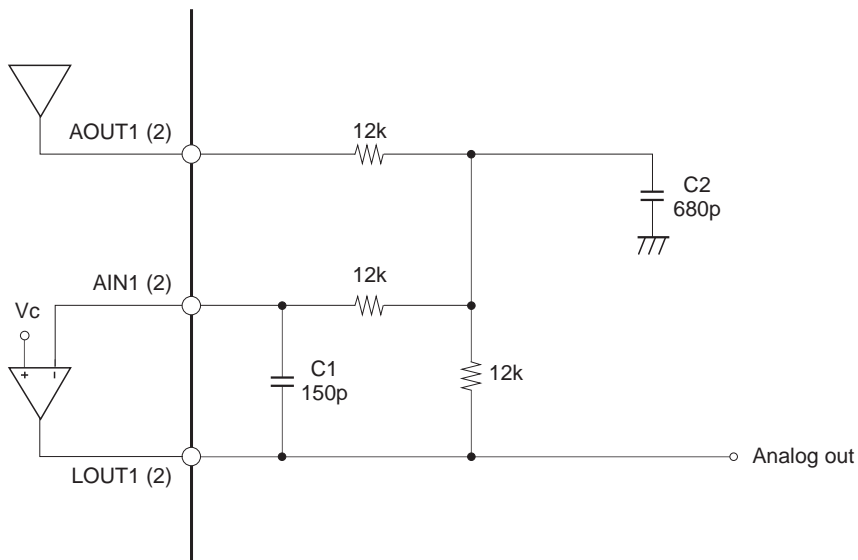 AOUT1 (2)
12k
C2
680p
AIN1 (2)
12k
Vc
+ −
C1
150p
12k
LOUT1 (2)
Analog out